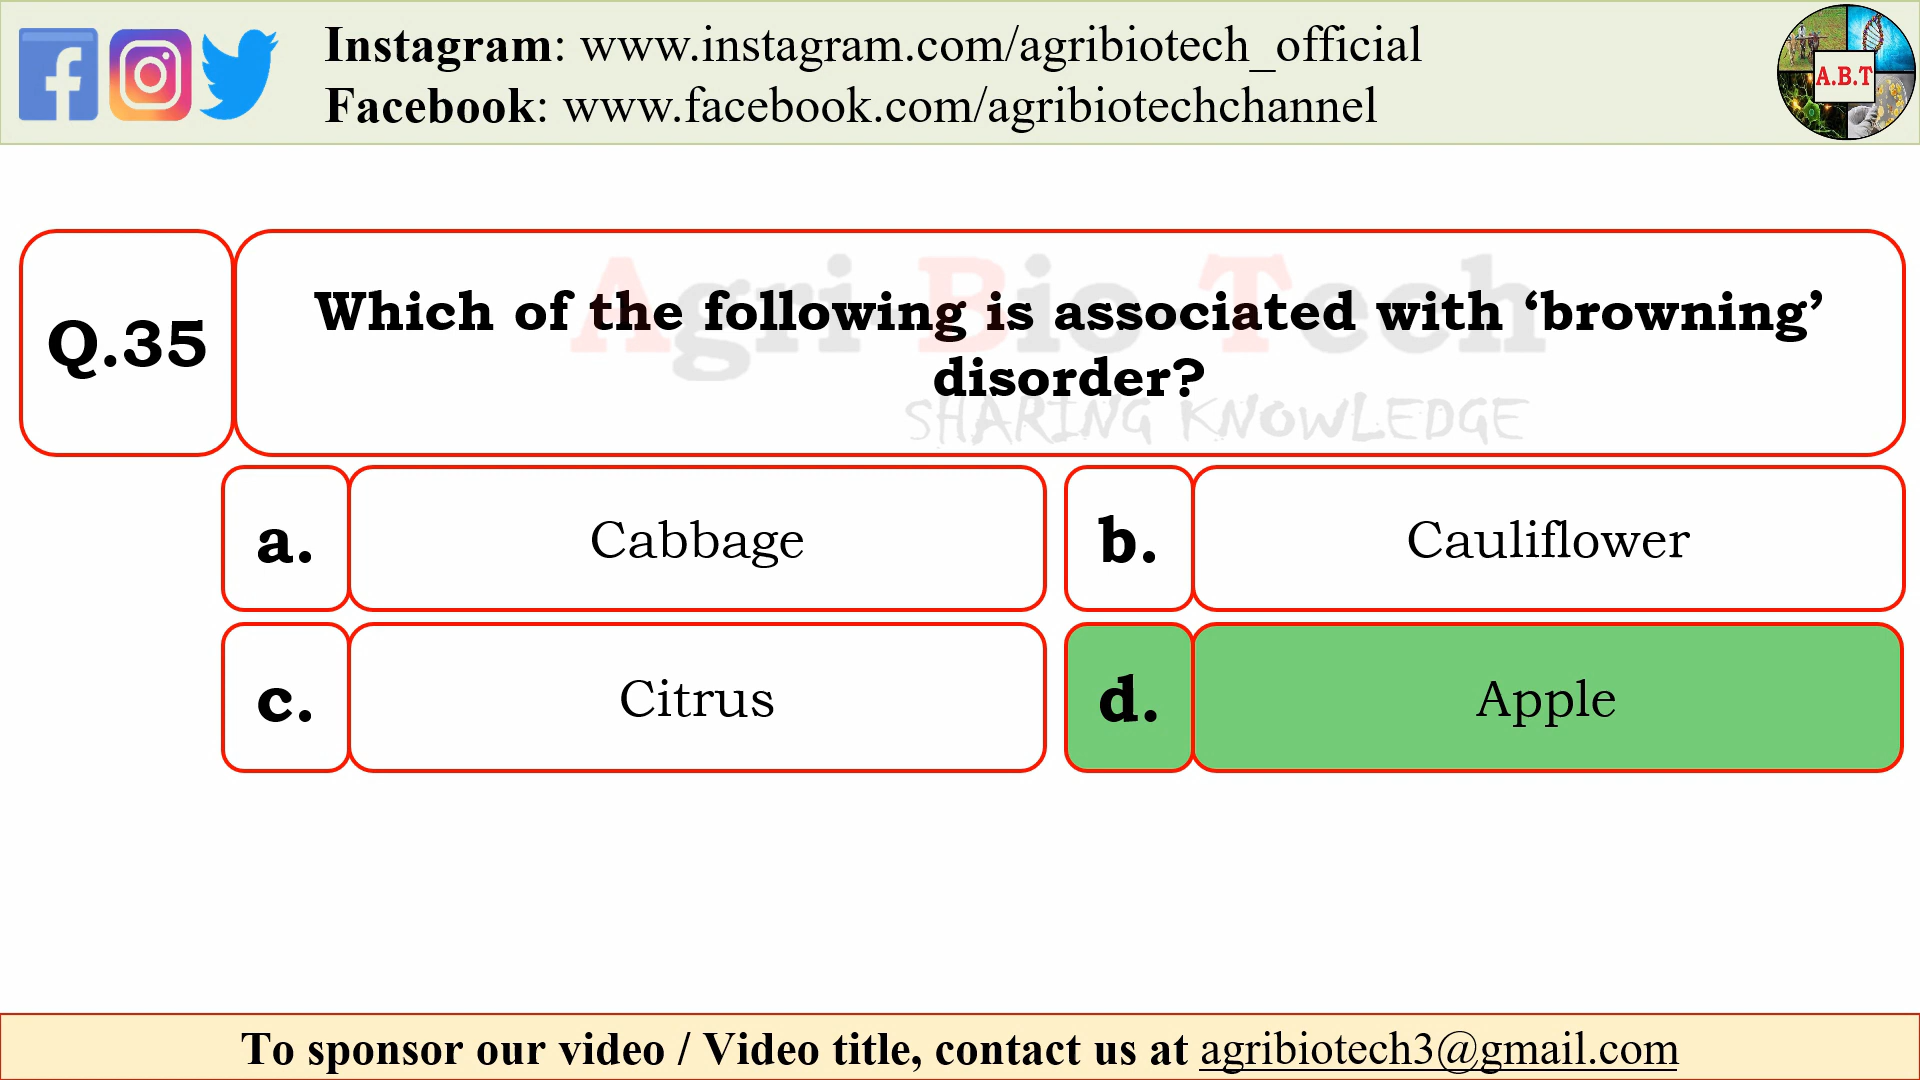 Instagram: www.instagram.com/agribiotech_official
Facebook: www.facebook.com/agribiotechchannel
A.B.T
Agri Bio Tech
SHARING KNOWLEDGE
Q.35
Which of the following is associated with ‘browning’
disorder?
a. Cabbage
b. Cauliflower
c. Citrus
d. Apple
To sponsor our video / Video title, contact us at agribiotech3@gmail.com